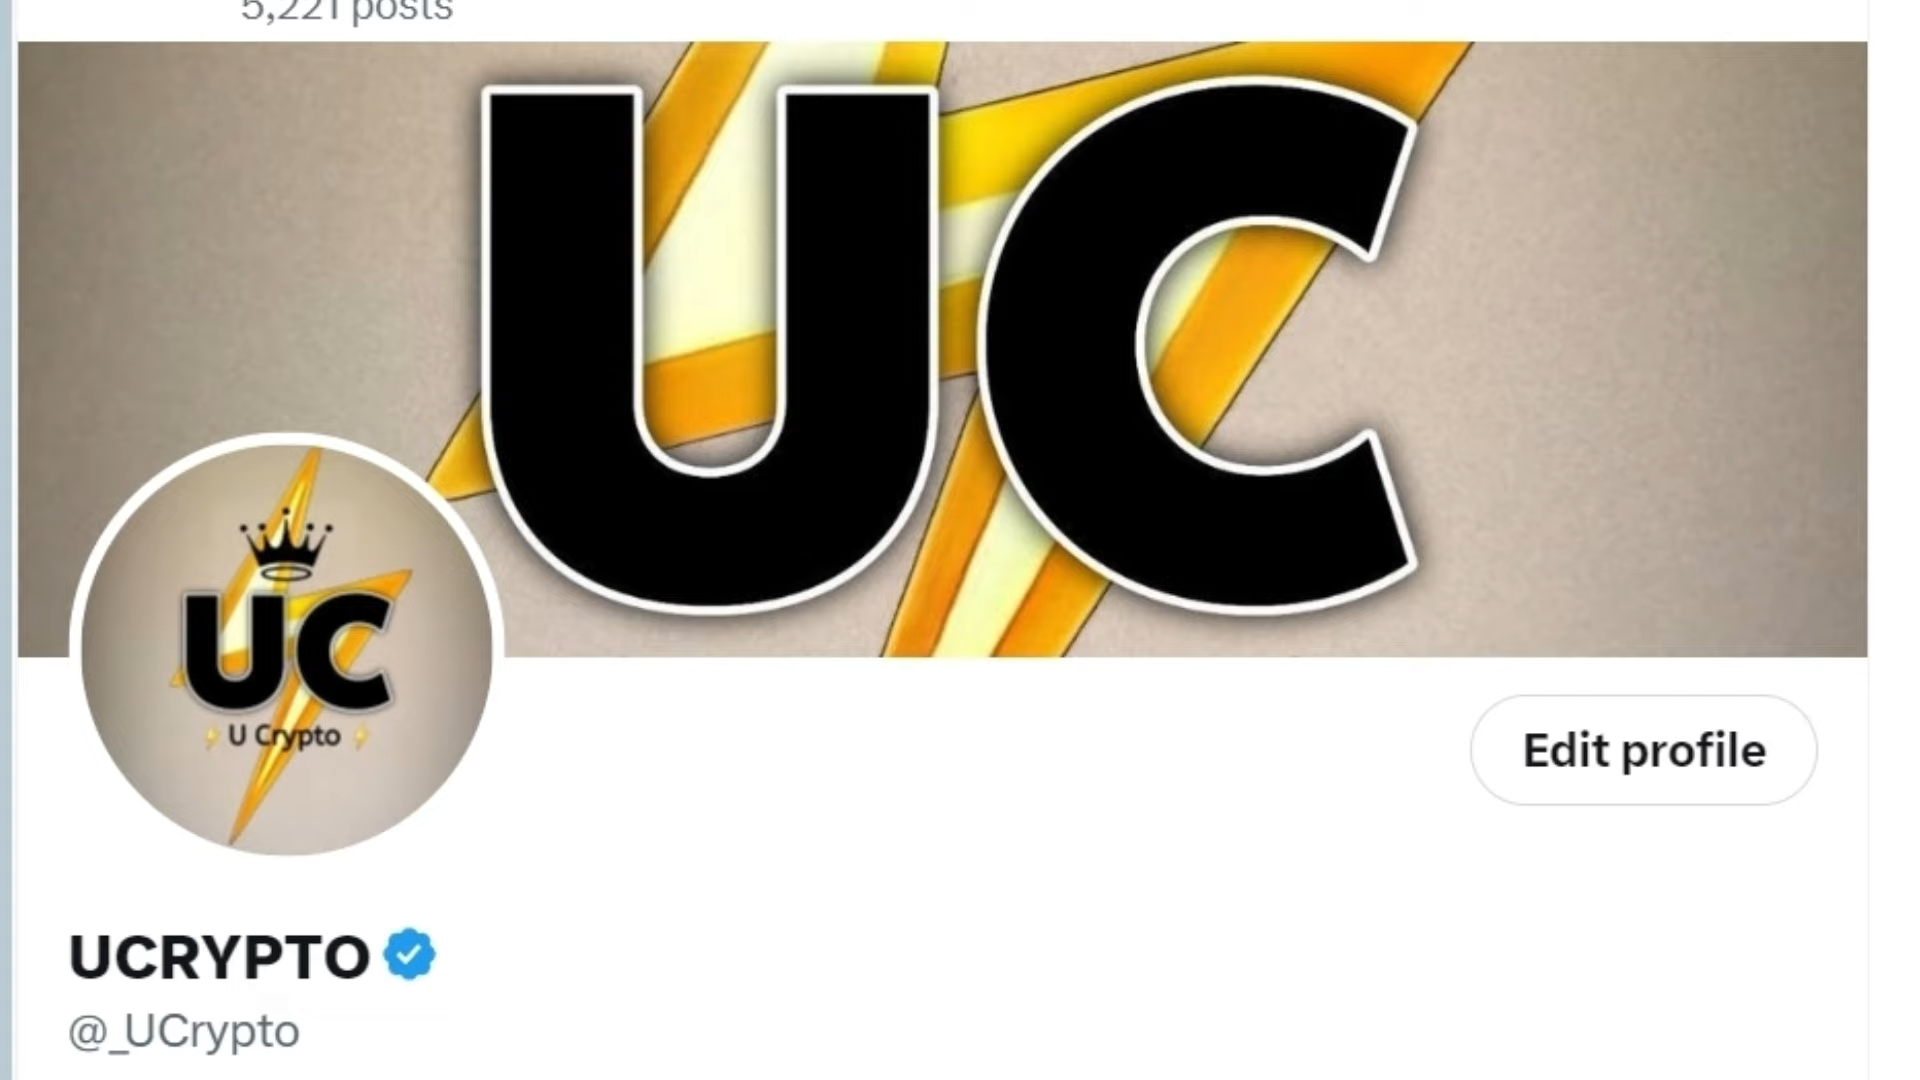 5,221 posts
UC
UC
U Crypto
Edit profile
UCRYPTO
@_UCrypto